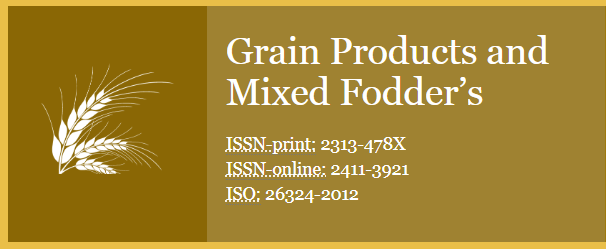 Grain Products and
Mixed Fodder’s
ISSN-print: 2313-478X
ISSN-online: 2411-3921
ISO: 26324-2012